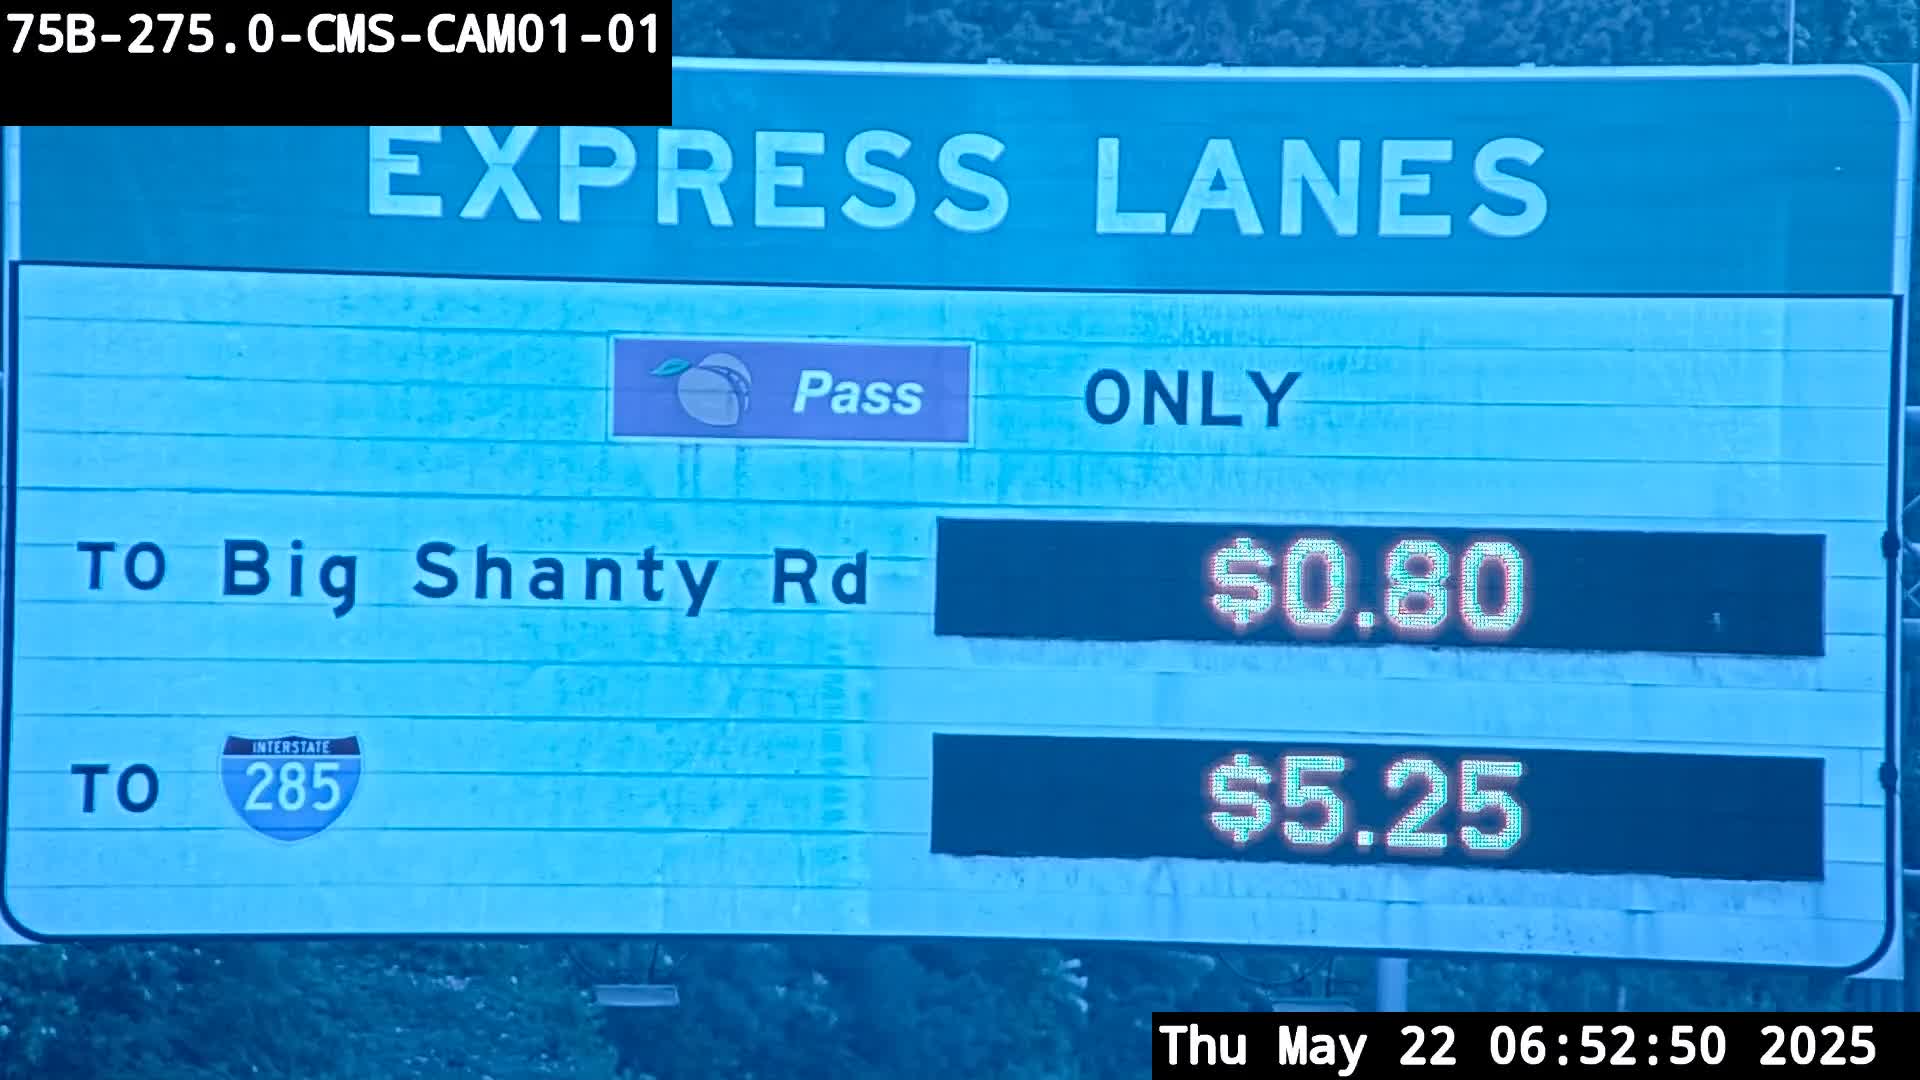 75B-275.0-CMS-CAM01-01
EXPRESS LANES
Pass ONLY
TO Big Shanty Rd $0.80
INTERSTATE
TO 285 $5.25
Thu May 22 06:52:50 2025